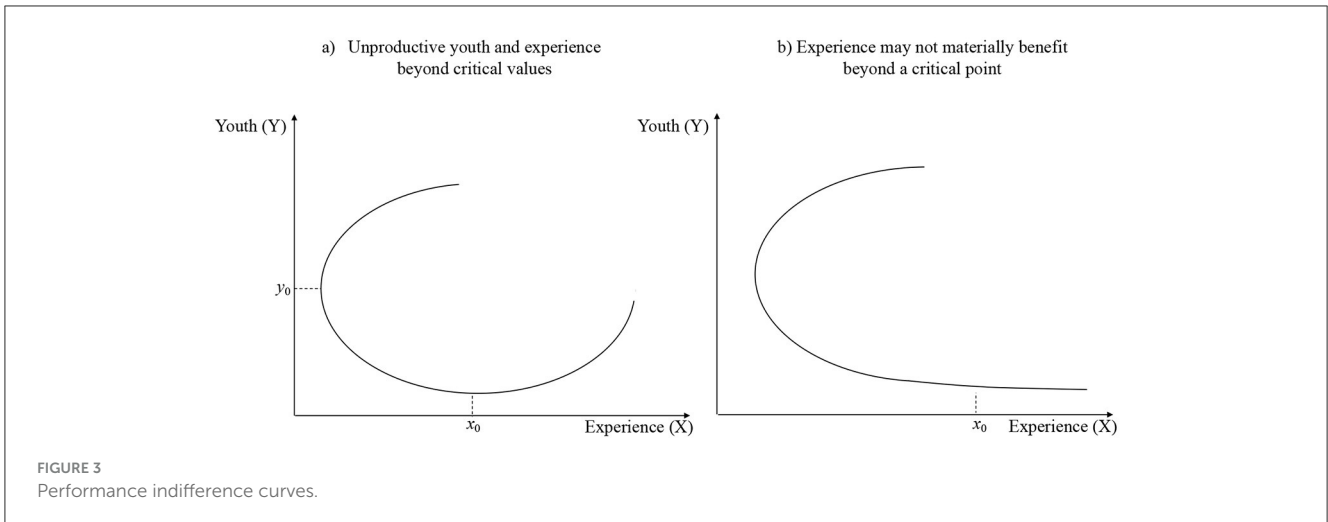 a) Unproductive youth and experience
beyond critical values
b) Experience may not materially benefit
beyond a critical point
Youth (Y)
y₀
x₀
Experience (X)
Youth (Y)
x₀
Experience (X)
FIGURE 3
Performance indifference curves.